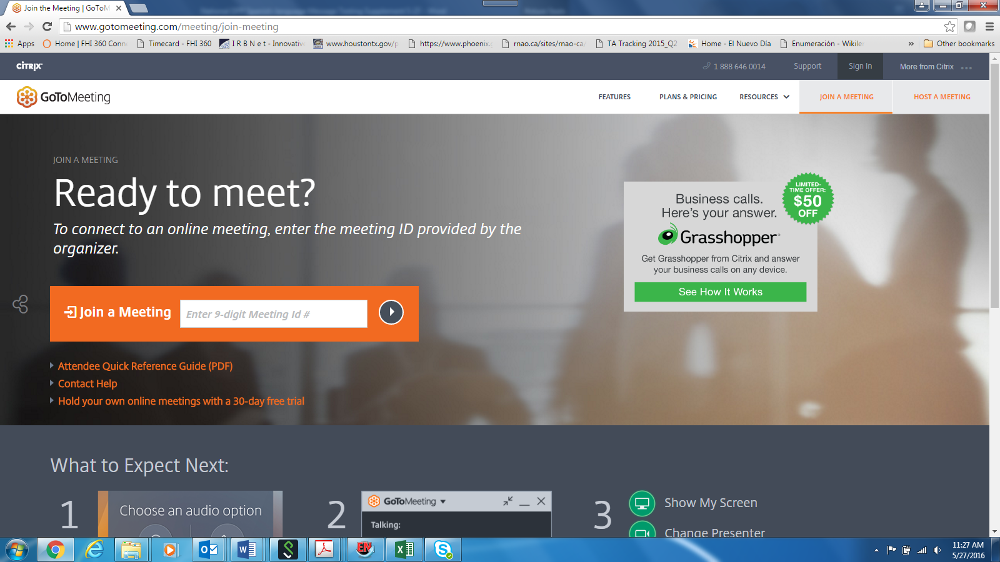 Join the Meeting | GoToM
www.gotomeeting.com/meeting/join-meeting
Apps
Home | FHI 360 Conn
Timecard - FHI 360
I R B N e t - Innovativ
www.houstontx.gov/p
https://www.phoenix.g
rnao.ca/sites/rnao-ca/
TA Tracking 2015_Q2
Home - El Nuevo Día
Enumeración - Wikile
»
Other bookmarks
CITRIX
1 888 646 0014
Support
Sign In
More from Citrix
GoToMeeting
FEATURES
PLANS & PRICING
RESOURCES
JOIN A MEETING
HOST A MEETING
JOIN A MEETING
Ready to meet?
To connect to an online meeting, enter the meeting ID provided by the
organizer.
Join a Meeting
Enter 9-digit Meeting Id #
Attendee Quick Reference Guide (PDF)
Contact Help
Hold your own online meetings with a 30-day free trial
LIMITED-
TIME OFFER:
$50
OFF
Business calls.
Here's your answer.
Grasshopper
Get Grasshopper from Citrix and answer
your business calls on any device.
See How It Works
What to Expect Next:
1
Choose an audio option
2
GoToMeeting
Talking:
3
Show My Screen
Change Presenter
EN
11:27 AM
5/27/2016